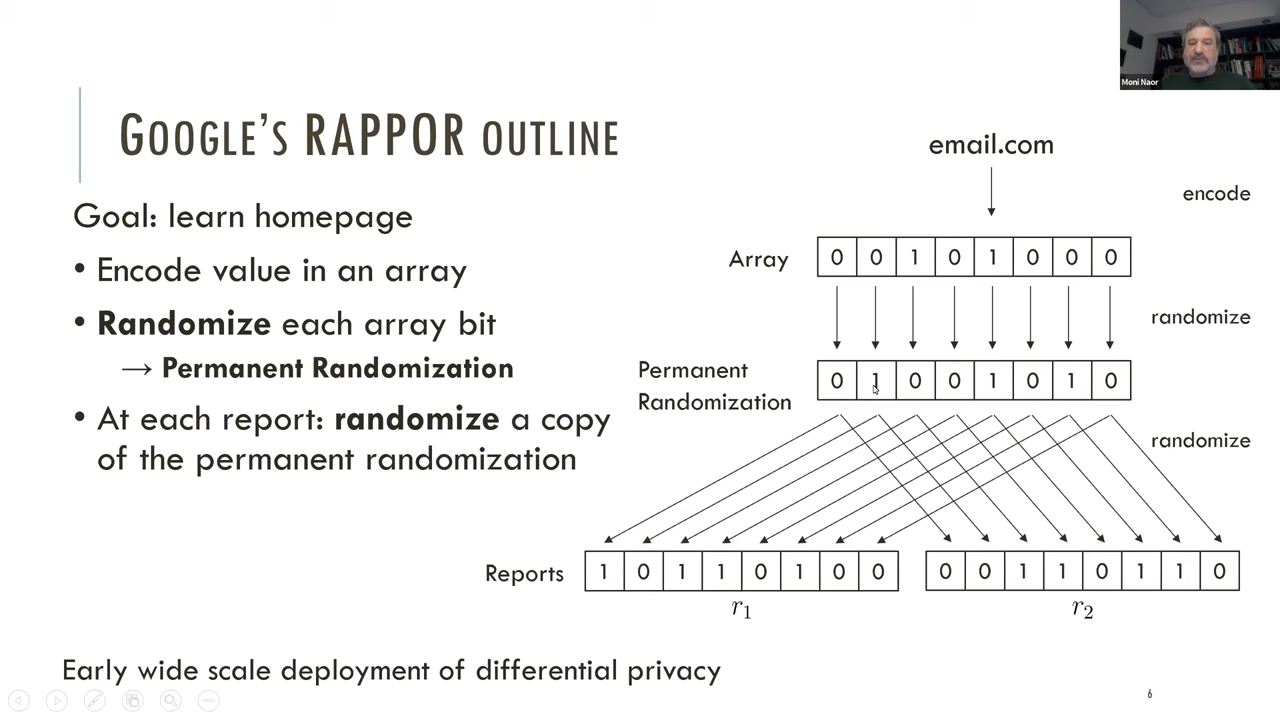 Moni Naor
GOOGLE'S RAPPOR OUTLINE
Goal: learn homepage
• Encode value in an array
• Randomize each array bit
→ Permanent Randomization
• At each report: randomize a copy
of the permanent randomization
email.com
encode
Array 0 0 1 0 1 0 0 0
randomize
Permanent
Randomization
0 1 0 0 1 0 1 0
randomize
Reports 1 0 1 1 0 1 0 0 0 0 1 1 0 1 1 0
r1 r2
Early wide scale deployment of differential privacy
6